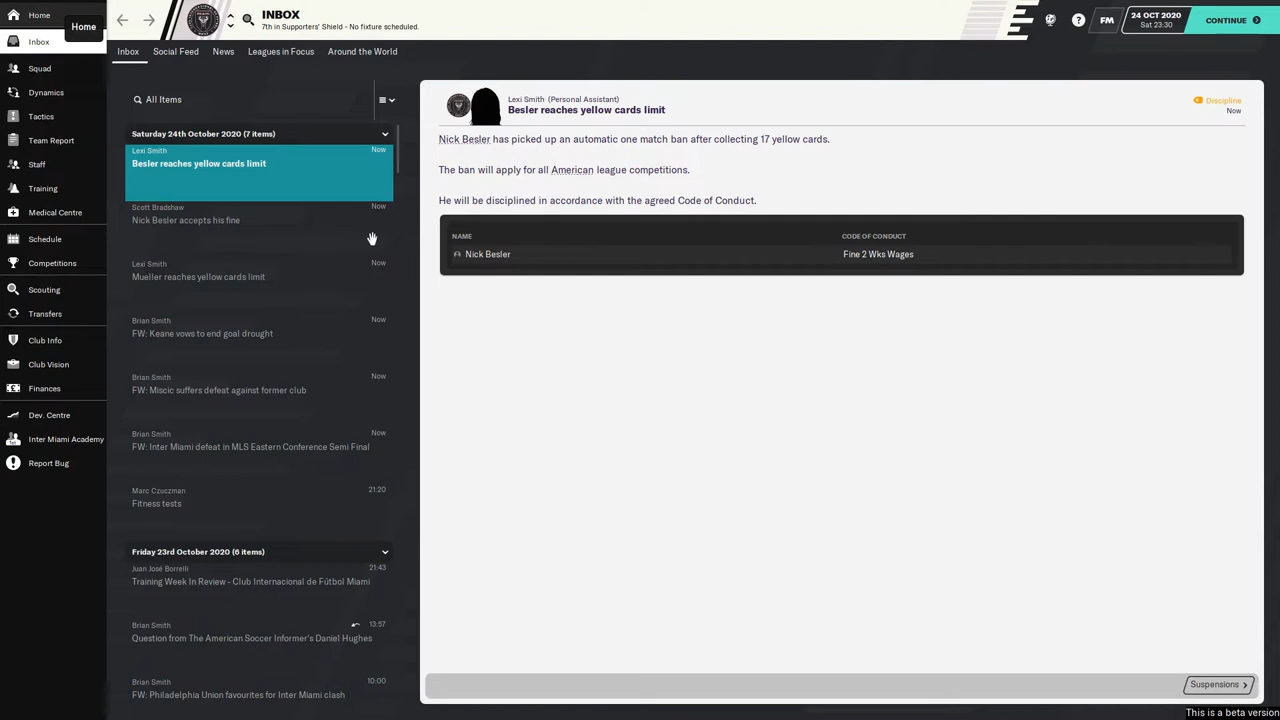 Home
Home
Inbox
Squad
Dynamics
Tactics
Team Report
Staff
Training
Medical Centre
Schedule
Competitions
Scouting
Transfers
Club Info
Club Vision
Finances
Dev. Centre
Inter Miami Academy
Report Bug
INBOX
7th in Supporters' Shield - No fixture scheduled.
FM
24 OCT 2020
Sat 23:30
CONTINUE
Inbox
Social Feed
News
Leagues in Focus
Around the World
All Items
Saturday 24th October 2020 (7 items)
Lexi Smith Now
Besler reaches yellow cards limit
Scott Bradshaw Now
Nick Besler accepts his fine
Lexi Smith Now
Mueller reaches yellow cards limit
Brian Smith Now
FW: Keane vows to end goal drought
Brian Smith Now
FW: Miscic suffers defeat against former club
Brian Smith Now
FW: Inter Miami defeat in MLS Eastern Conference Semi Final
Marc Czuczman 21:20
Fitness tests
Friday 23rd October 2020 (6 items)
Juan José Borrelli 21:43
Training Week In Review - Club Internacional de Fútbol Miami
Brian Smith 13:57
Question from The American Soccer Informer's Daniel Hughes
Brian Smith 10:00
FW: Philadelphia Union favourites for Inter Miami clash
Lexi Smith (Personal Assistant)
Besler reaches yellow cards limit
Discipline
Now
Nick Besler has picked up an automatic one match ban after collecting 17 yellow cards.
The ban will apply for all American league competitions.
He will be disciplined in accordance with the agreed Code of Conduct.
NAME CODE OF CONDUCT
Nick Besler Fine 2 Wks Wages
Suspensions
This is a beta version